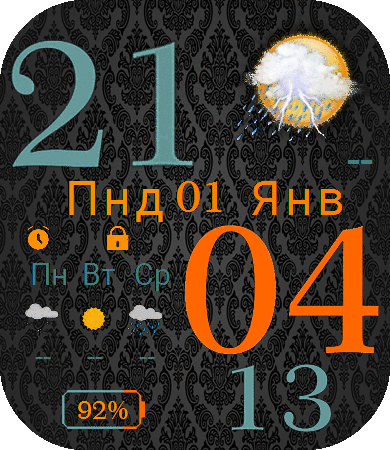 21
--
Пнд 01 Янв
04
Пн Вт Ср
-- -- --
13
92%